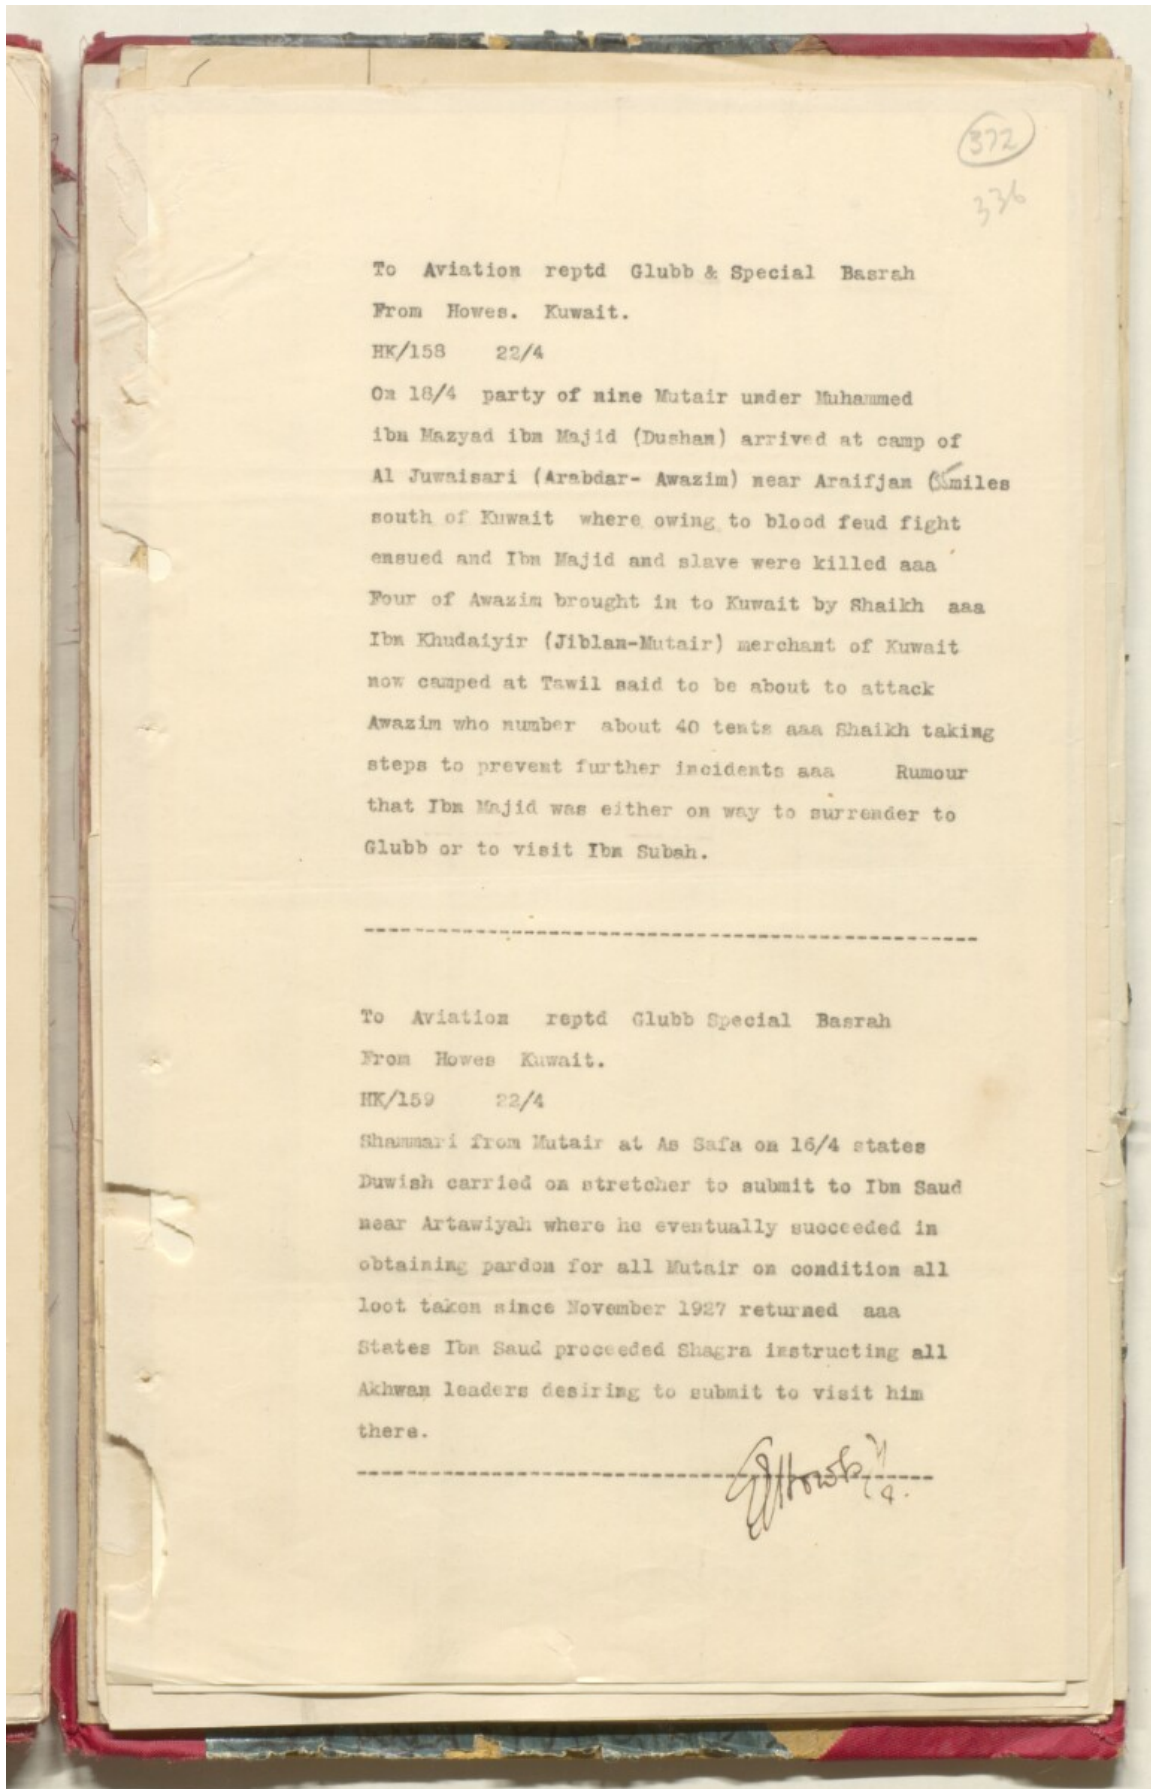 372
336
To Aviation reptd Glubb & Special Basrah
From Howes. Kuwait.
HK/158 22/4
On 18/4 party of nine Mutair under Muhammed
ibn Mazyad ibn Majid (Dushan) arrived at camp of
Al Juwaisari (Arabdar- Awazim) near Araifjan (35miles
south of Kuwait where owing to blood feud fight
ensued and Ibn Majid and slave were killed aaa
Four of Awazim brought in to Kuwait by Shaikh aaa
Ibn Khudaiyir (Jiblan-Mutair) merchant of Kuwait
now camped at Tawil said to be about to attack
Awazim who number about 40 tents aaa Shaikh taking
steps to prevent further incidents aaa Rumour
that Ibn Majid was either on way to surrender to
Glubb or to visit Ibn Subah.
To Aviation reptd Glubb Special Basrah
From Howes Kuwait.
HK/159 22/4
Shammari from Mutair at As Safa on 16/4 states
Duwish carried on stretcher to submit to Ibn Saud
near Artawiyah where he eventually succeeded in
obtaining pardon for all Mutair on condition all
loot taken since November 1927 returned aaa
States Ibn Saud proceeded Shagra instructing all
Akhwan leaders desiring to submit to visit him
there.